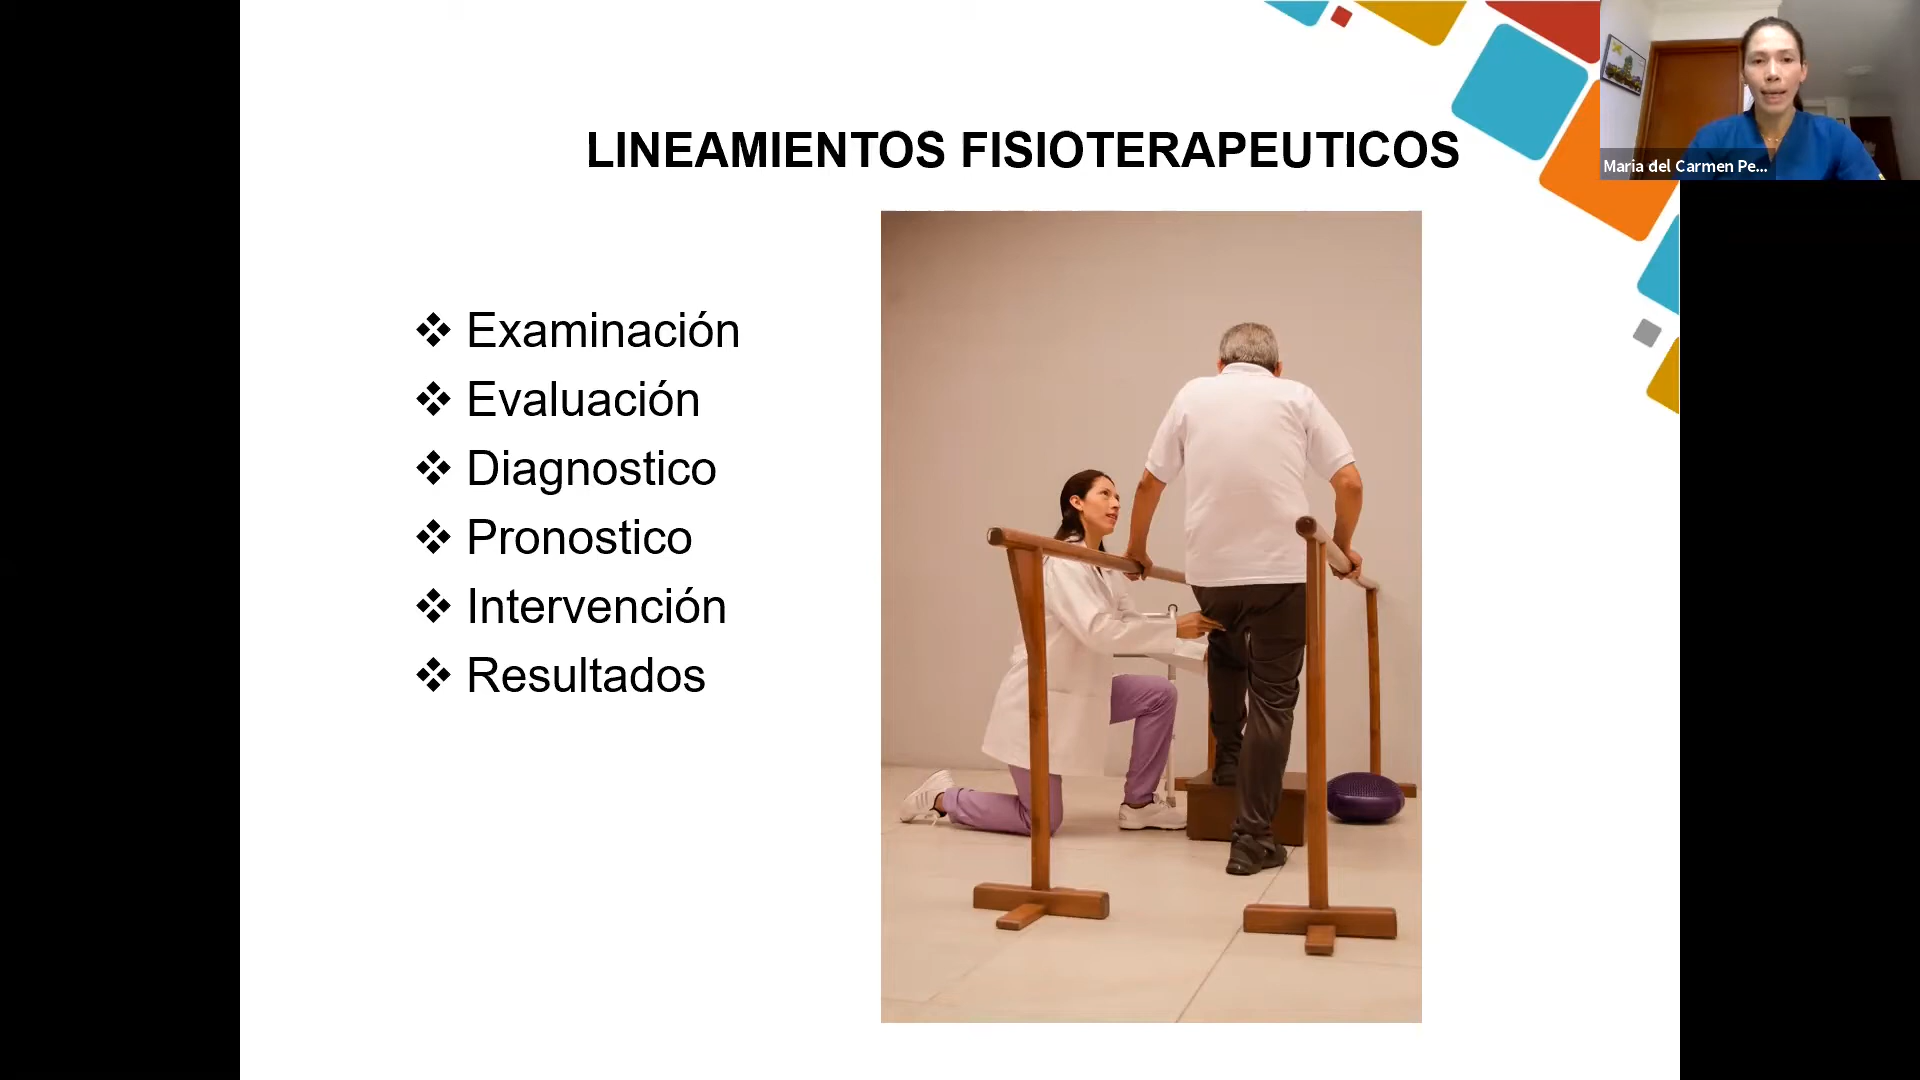 LINEAMIENTOS FISIOTERAPEUTICOS
Maria del Carmen Pe...
❖ Examinación
❖ Evaluación
❖ Diagnostico
❖ Pronostico
❖ Intervención
❖ Resultados